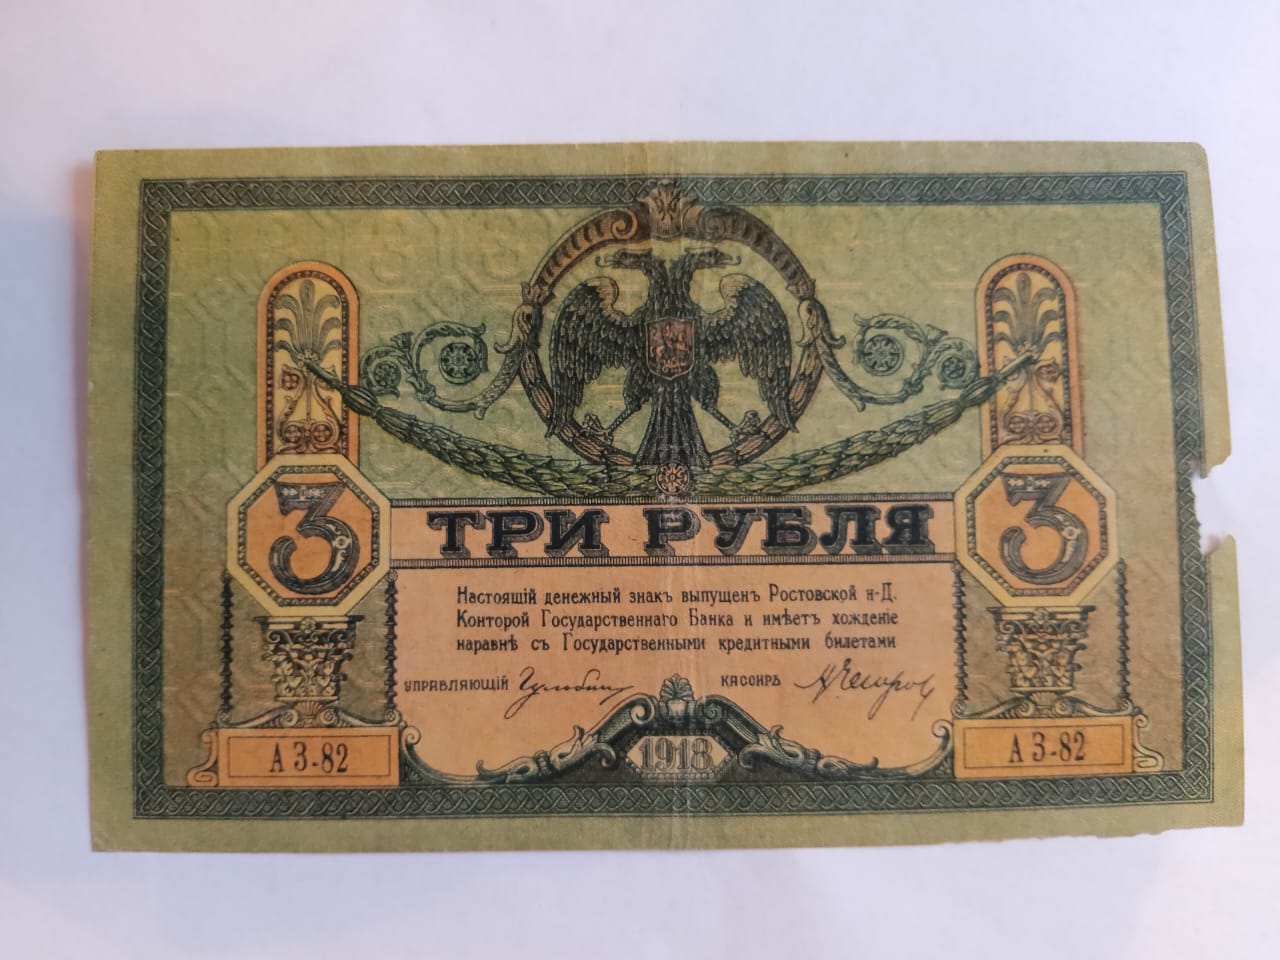 3
ТРИ РУБЛЯ
3
Настоящій денежный знакъ выпущенъ Ростовской н-Д.
Конторой Государственнаго Банка и имѣетъ хожденіе
наравнѣ съ Государственными кредитными билетами
УПРАВЛЯЮЩІЙ КАССИРЪ
А З-82
1918
А З-82